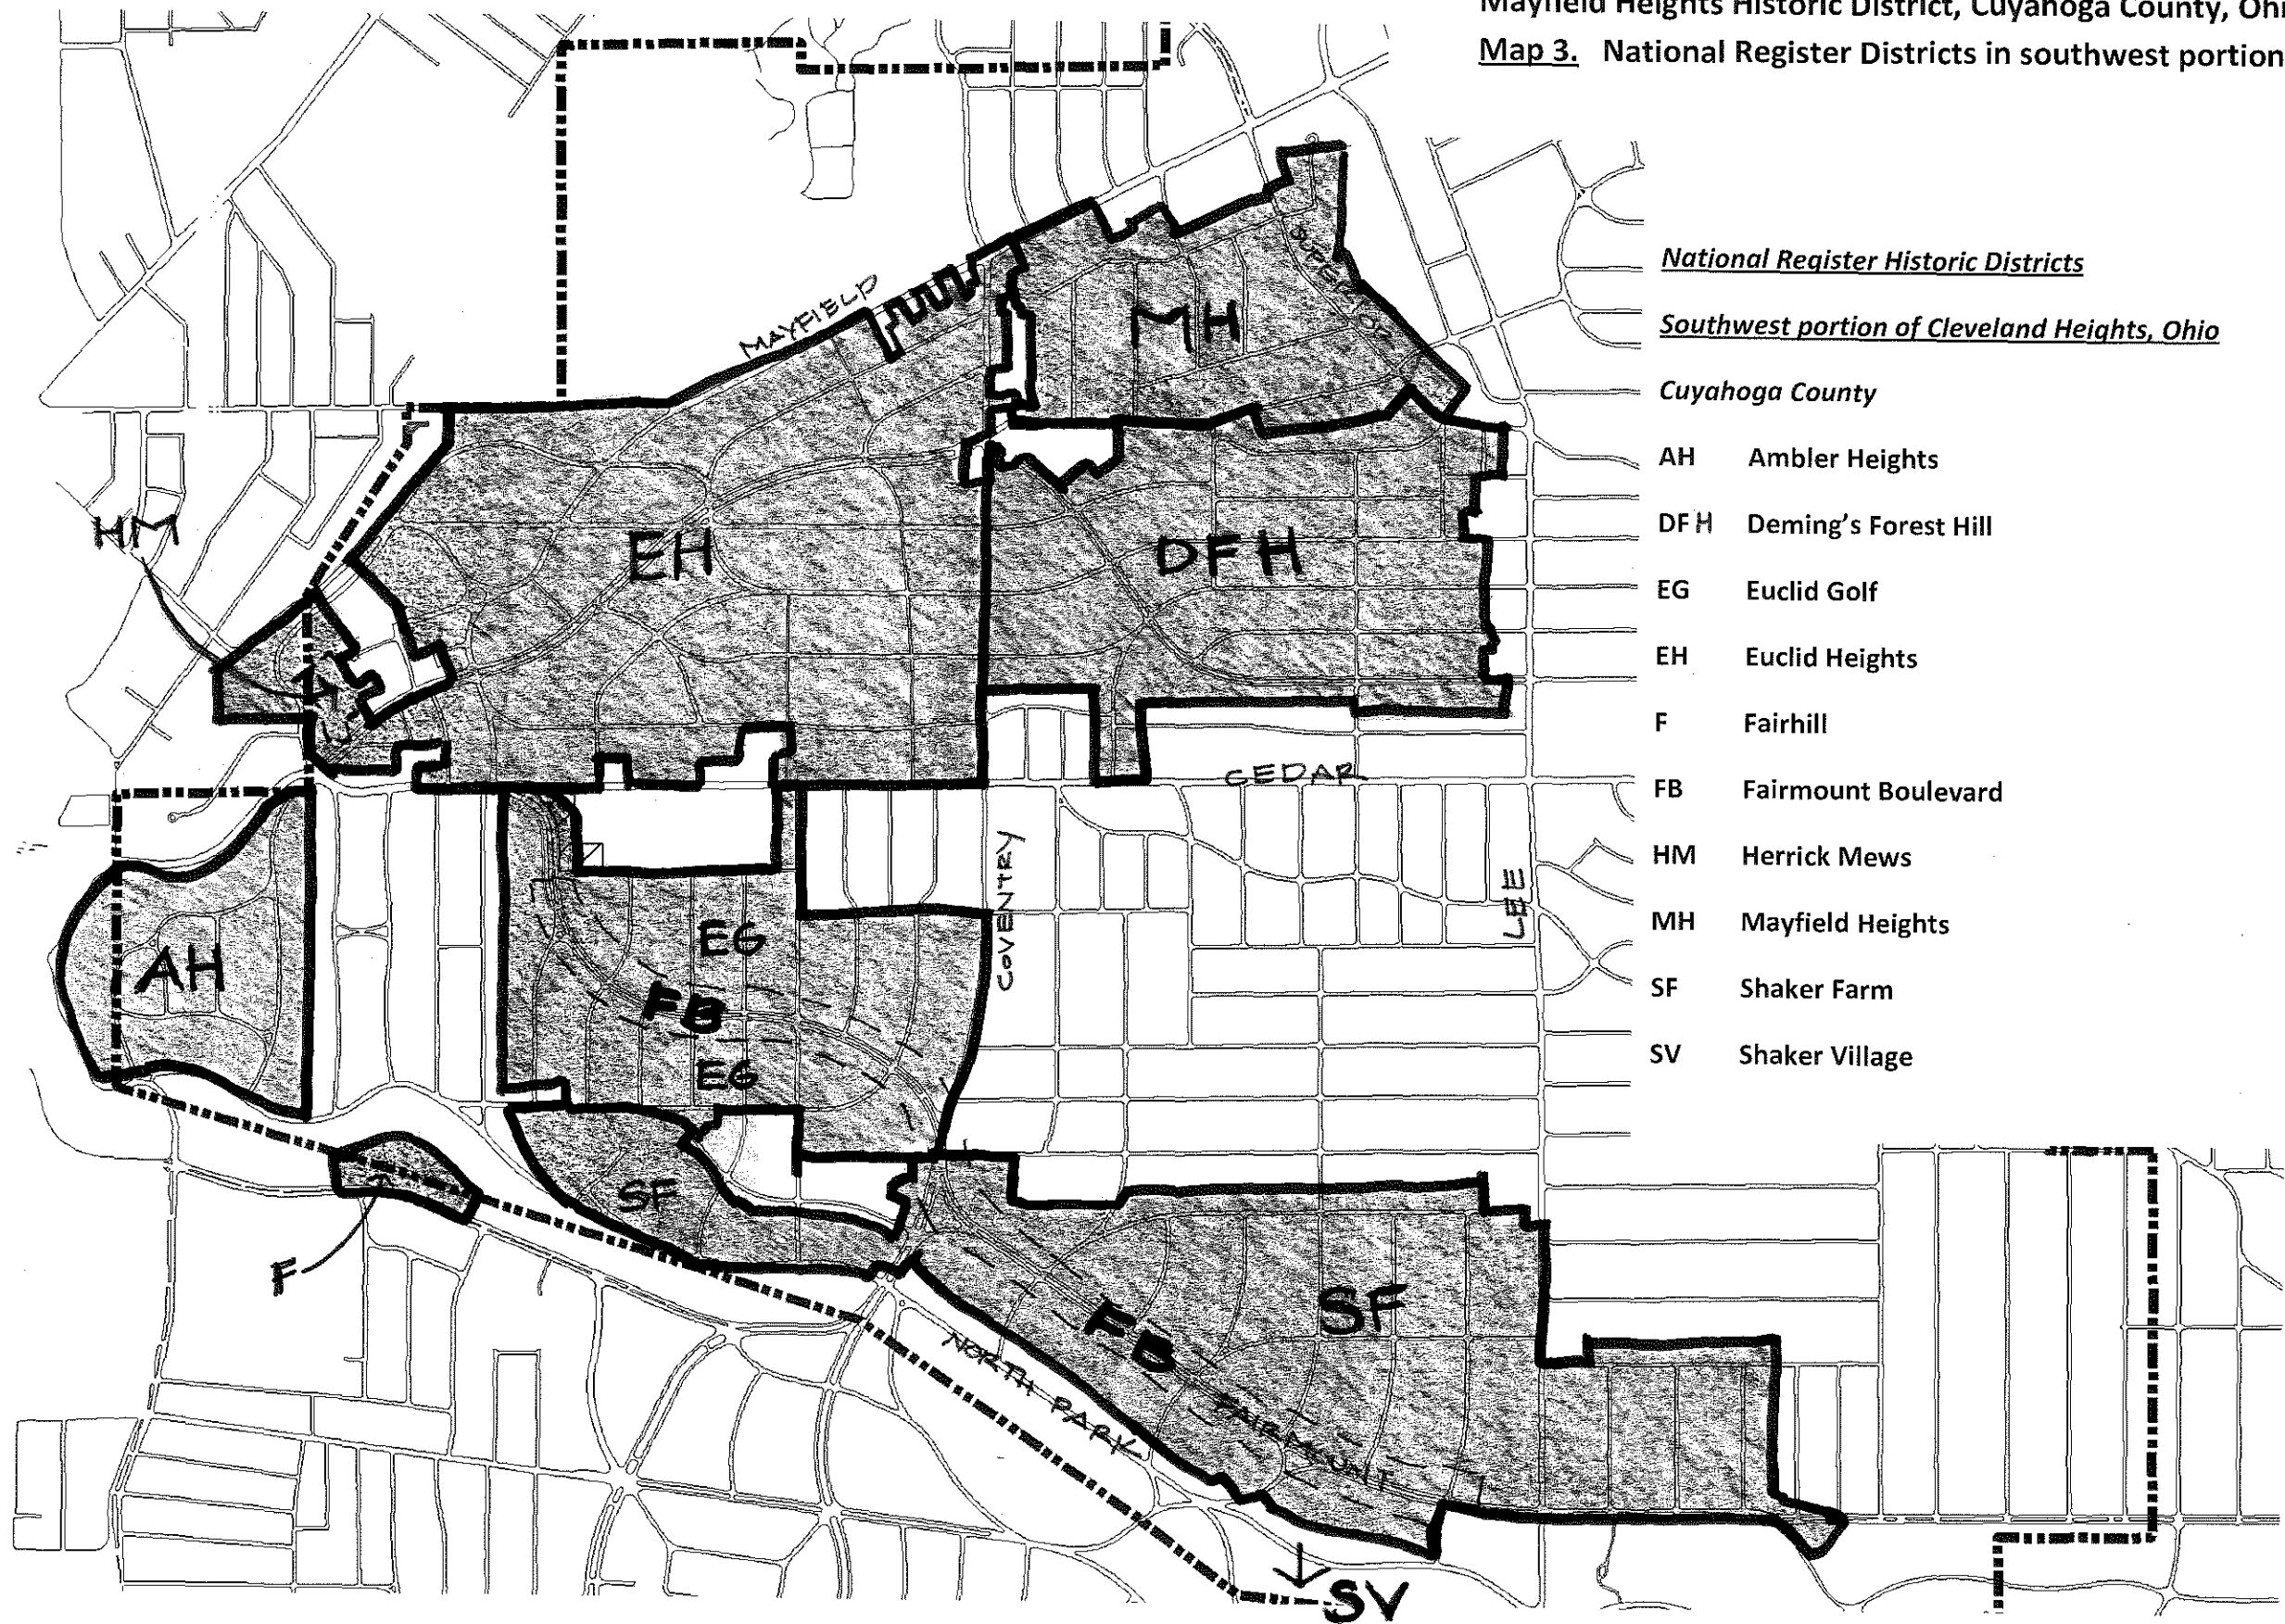 Mayfield Heights Historic District, Cuyahoga County, Ohi
Map 3. National Register Districts in southwest portion
National Register Historic Districts
Southwest portion of Cleveland Heights, Ohio
Cuyahoga County
AH Ambler Heights
DFH Deming's Forest Hill
EG Euclid Golf
EH Euclid Heights
F Fairhill
FB Fairmount Boulevard
HM Herrick Mews
MH Mayfield Heights
SF Shaker Farm
SV Shaker Village
SUPERIOR
MAYFIELD
MH
HM
EH
DFH
CEDAR
COVENTRY
LEE
EG
AH
FB
EG
SF
F
SF
FB
NORTH PARK
FAIRMOUNT
SV